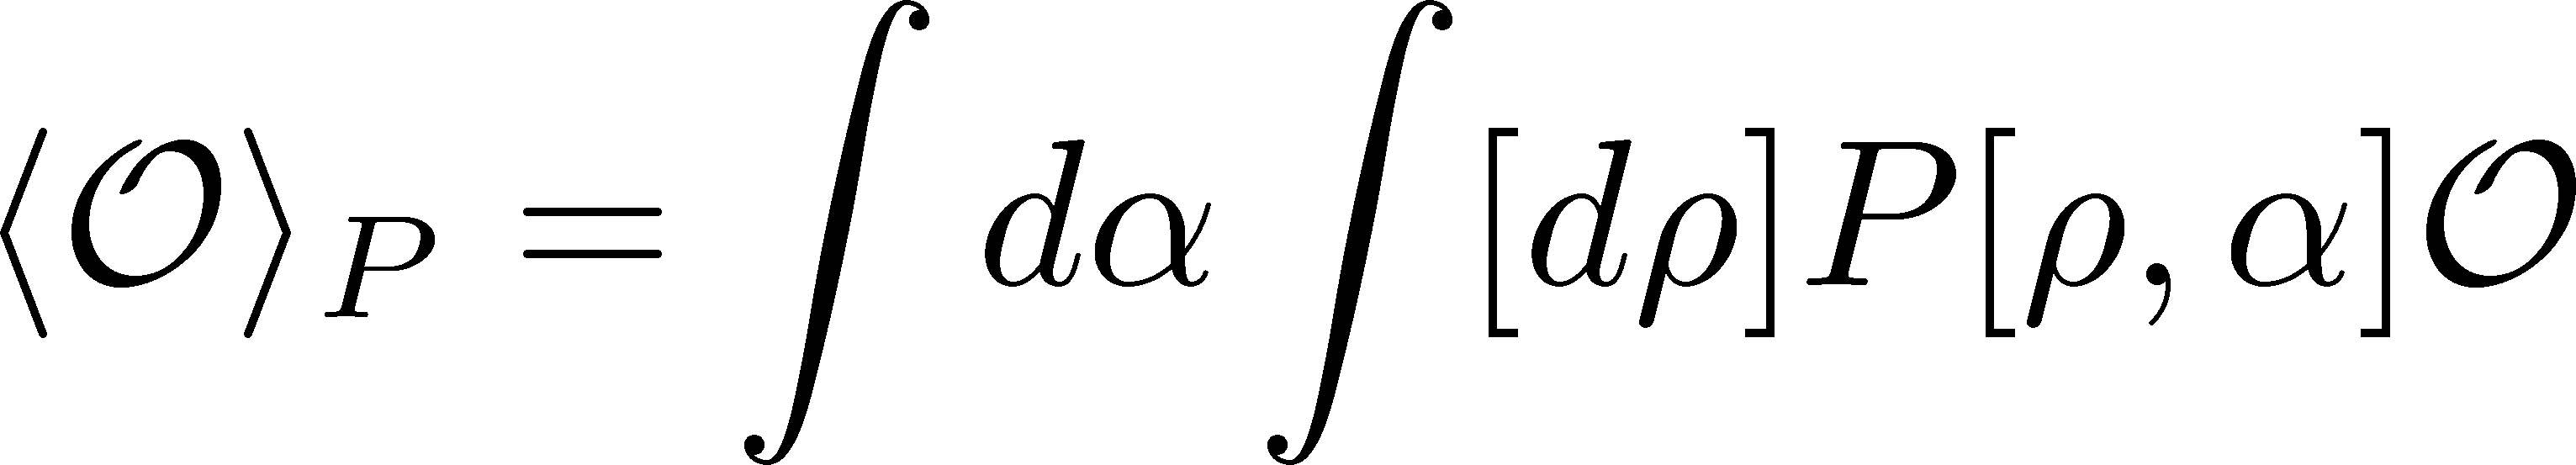 ⟨𝒪⟩_P = ∫ dα ∫ [dρ]P[ρ, α]𝒪